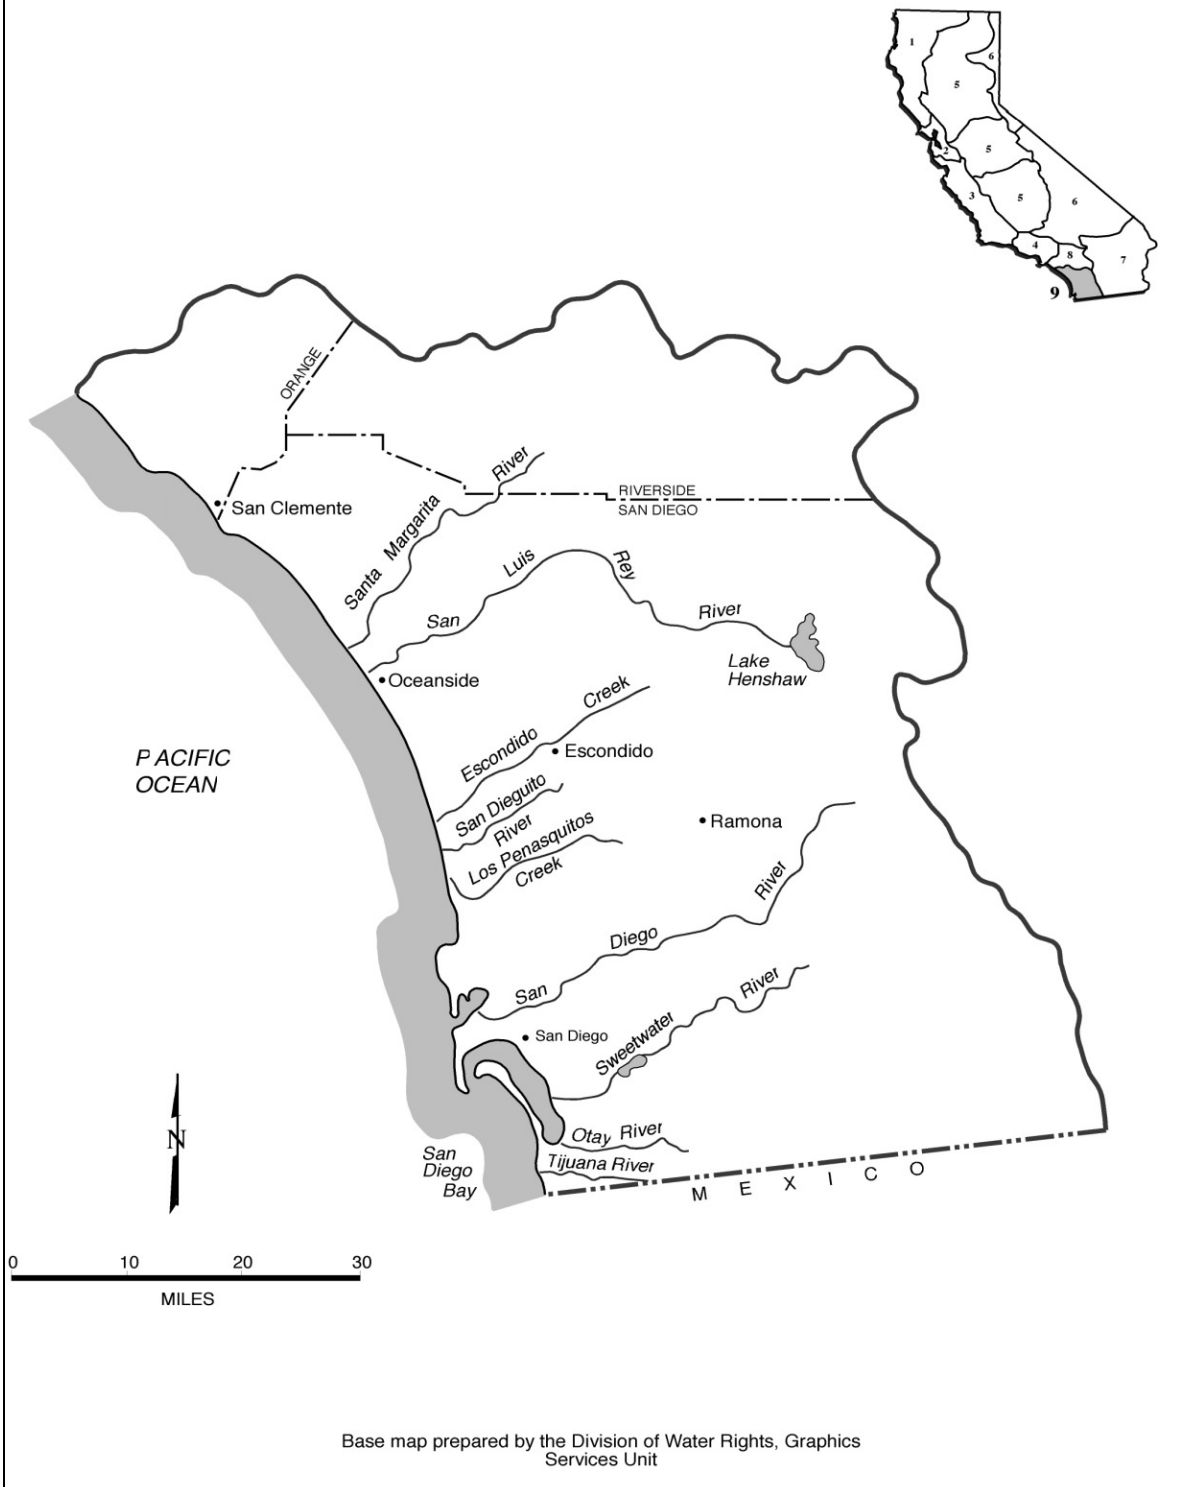 1
6
5
2
5
3
5
6
4
8
7
9
ORANGE
River
RIVERSIDE
San Clemente
SAN DIEGO
Santa Margarita
San Luis Rey River
Lake
Henshaw
Oceanside
Escondido Creek
PACIFIC
OCEAN
Escondido
San Dieguito
River
Ramona
Los Penasquitos
Creek
San Diego River
San Diego
Sweetwater River
N
Otay River
San
Diego
Bay
Tijuana River
MEXICO
0 10 20 30
MILES
Base map prepared by the Division of Water Rights, Graphics
Services Unit